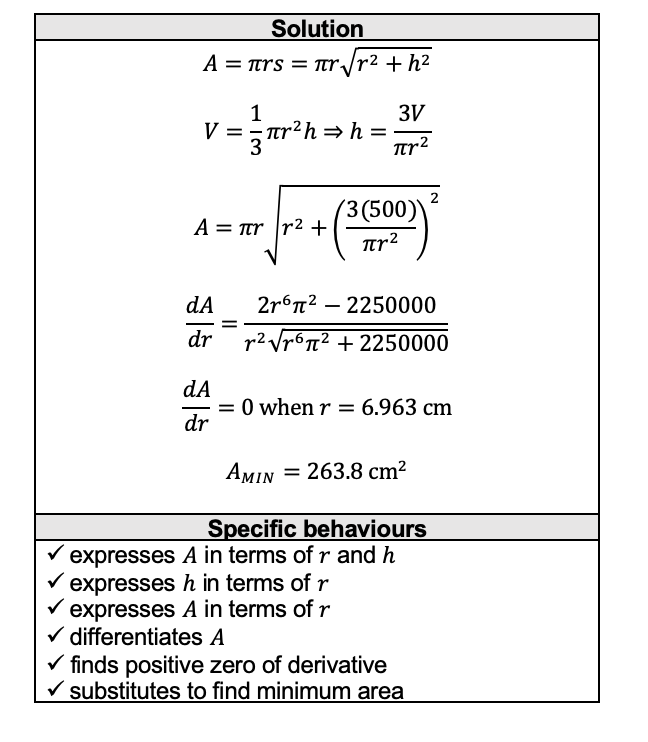 Solution
A = πrs = πr√(r² + h²)
V = 1/3 πr²h ⇒ h = 3V/(πr²)
A = πr√(r² + (3(500)/(πr²))²)
dA/dr = (2r⁶π² − 2250000)/(r²√(r⁶π² + 2250000))
dA/dr = 0 when r = 6.963 cm
A_MIN = 263.8 cm²
Specific behaviours
✓ expresses A in terms of r and h
✓ expresses h in terms of r
✓ expresses A in terms of r
✓ differentiates A
✓ finds positive zero of derivative
✓ substitutes to find minimum area